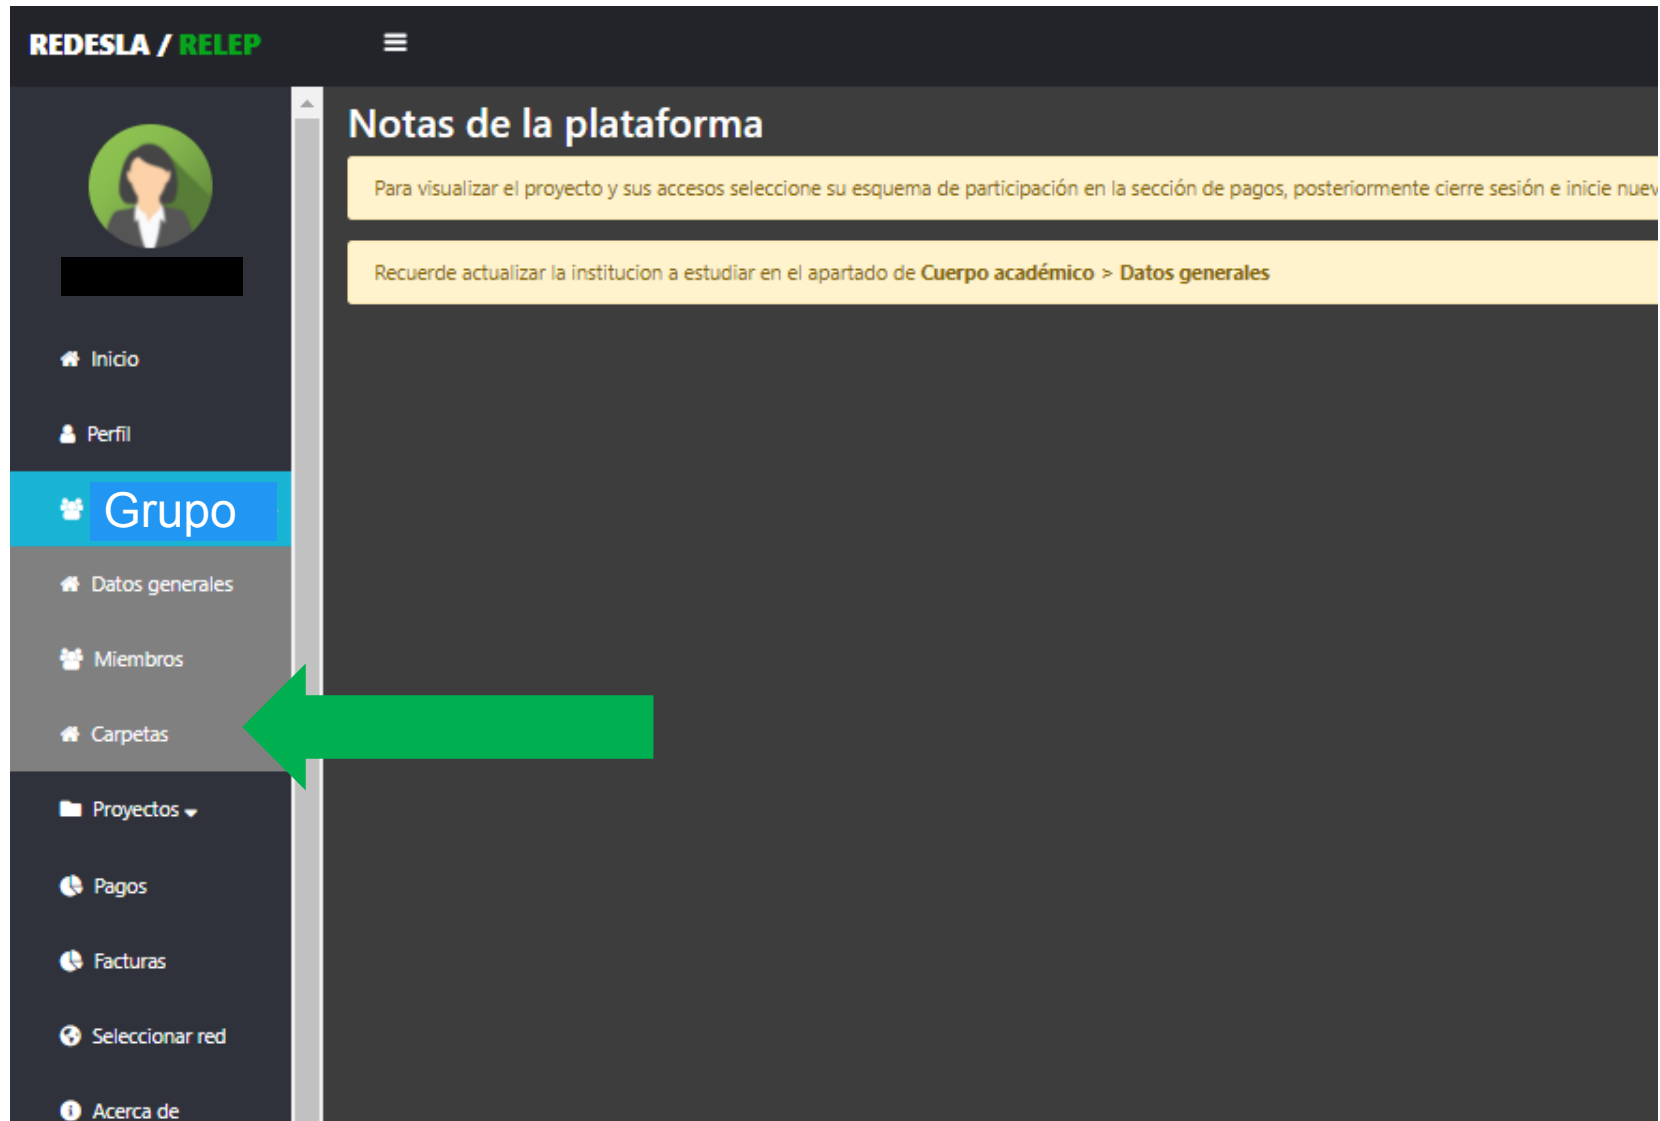 REDESLA / RELEP
Notas de la plataforma
Para visualizar el proyecto y sus accesos seleccione su esquema de participación en la sección de pagos, posteriormente cierre sesión e inicie
Recuerde actualizar la institucion a estudiar en el apartado de Cuerpo académico > Datos generales
Inicio
Perfil
Grupo
Datos generales
Miembros
Carpetas
Proyectos
Pagos
Facturas
Seleccionar red
Acerca de